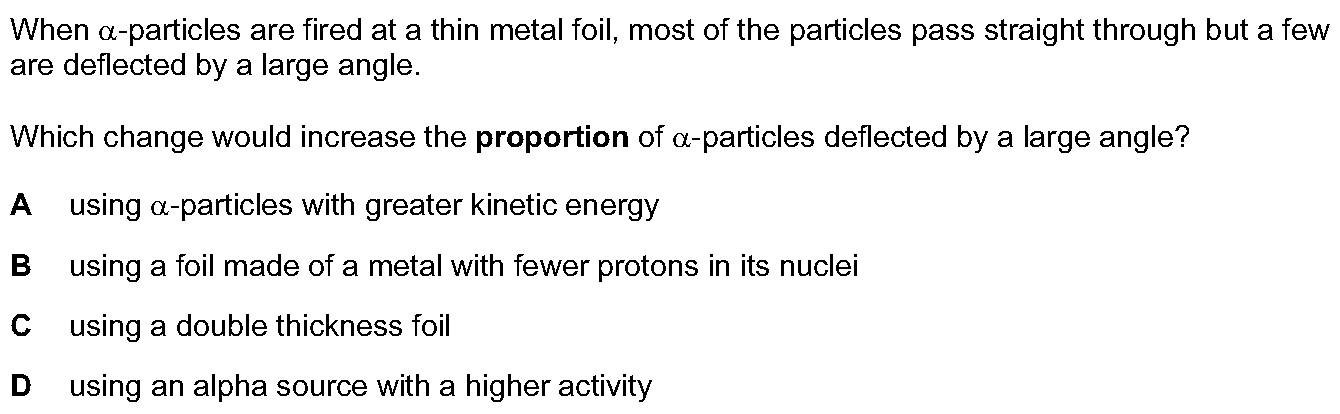 When α-particles are fired at a thin metal foil, most of the particles pass straight through but a few
are deflected by a large angle.
Which change would increase the proportion of α-particles deflected by a large angle?
A using α-particles with greater kinetic energy
B using a foil made of a metal with fewer protons in its nuclei
C using a double thickness foil
D using an alpha source with a higher activity